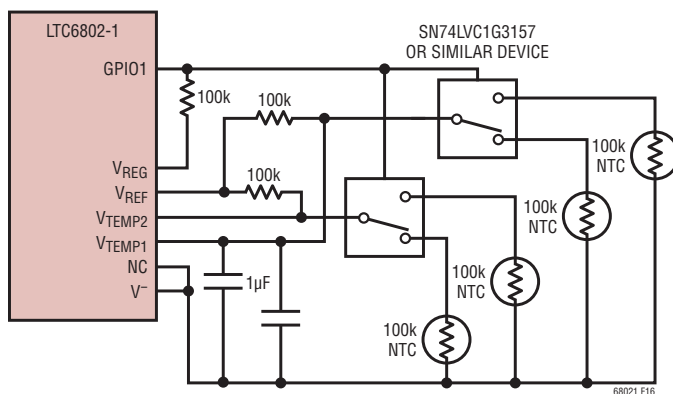 LTC6802-1
SN74LVC1G3157
OR SIMILAR DEVICE
GPIO1
100k
100k
100k
NTC
VREG
100k
VREF
VTEMP2
100k
NTC
VTEMP1
NC
1µF
100k
NTC
V–
100k
NTC
68021 F16